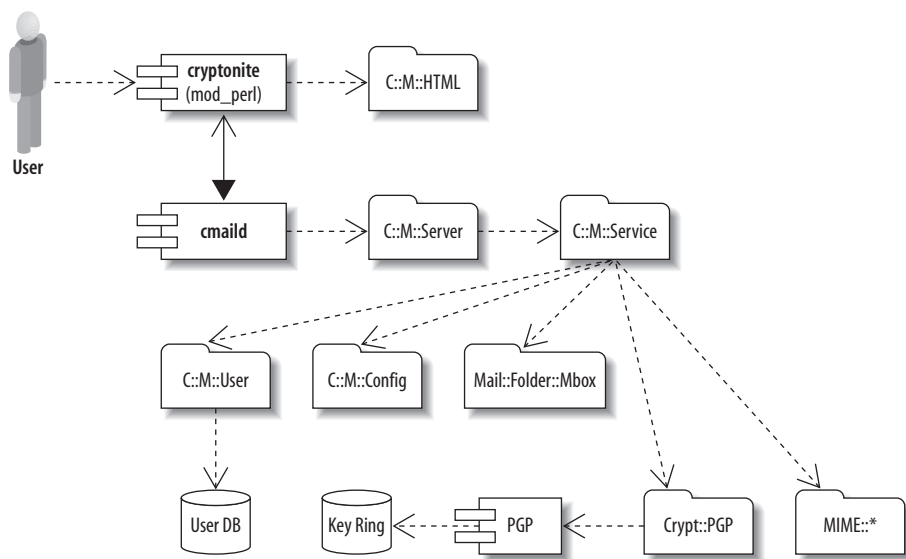 cryptonite
(mod_perl)
C::M::HTML
User
cmaild
C::M::Server
C::M::Service
C::M::User
C::M::Config
Mail::Folder::Mbox
User DB
Key Ring
PGP
Crypt::PGP
MIME::*